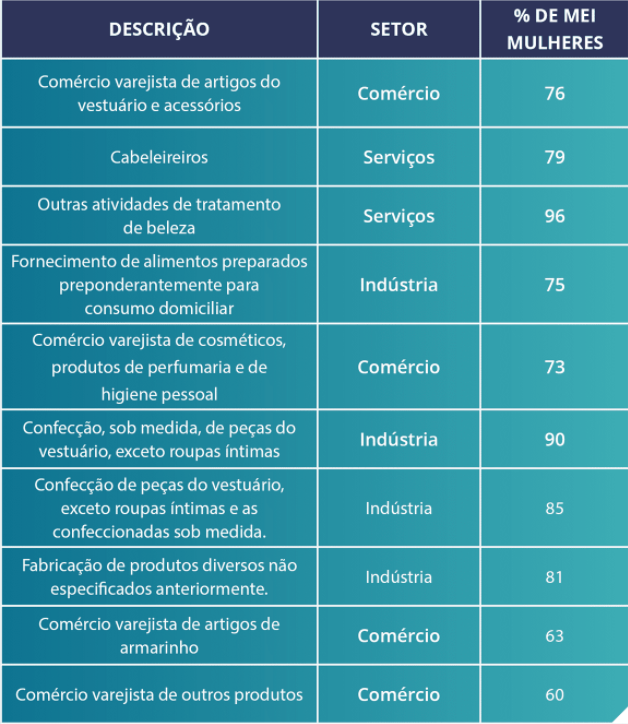 DESCRIÇÃO
SETOR
% DE MEI
MULHERES
Comércio varejista de artigos do
vestuário e acessórios
Comércio
76
Cabeleireiros
Serviços
79
Outras atividades de tratamento
de beleza
Serviços
96
Fornecimento de alimentos preparados
preponderantemente para
consumo domiciliar
Indústria
75
Comércio varejista de cosméticos,
produtos de perfumaria e de
higiene pessoal
Comércio
73
Confecção, sob medida, de peças do
vestuário, exceto roupas íntimas
Indústria
90
Confecção de peças do vestuário,
exceto roupas íntimas e as
confeccionadas sob medida.
Indústria
85
Fabricação de produtos diversos não
especificados anteriormente.
Indústria
81
Comércio varejista de artigos de
armarinho
Comércio
63
Comércio varejista de outros produtos
Comércio
60